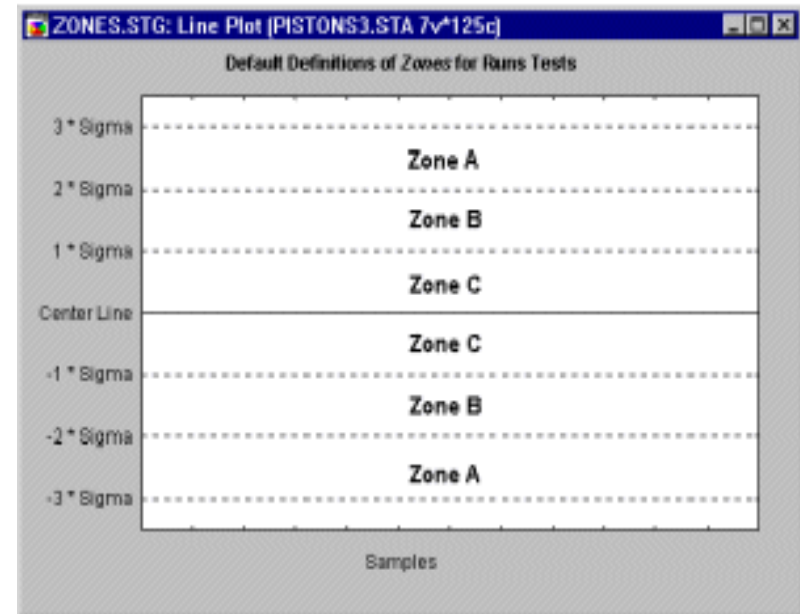 ZONES.STG: Line Plot (PISTONS3.STA 7v*125c)
Default Definitions of Zones for Runs Tests
3 * Sigma
Zone A
2 * Sigma
Zone B
1 * Sigma
Zone C
Center Line
Zone C
-1 * Sigma
Zone B
-2 * Sigma
Zone A
-3 * Sigma
Samples